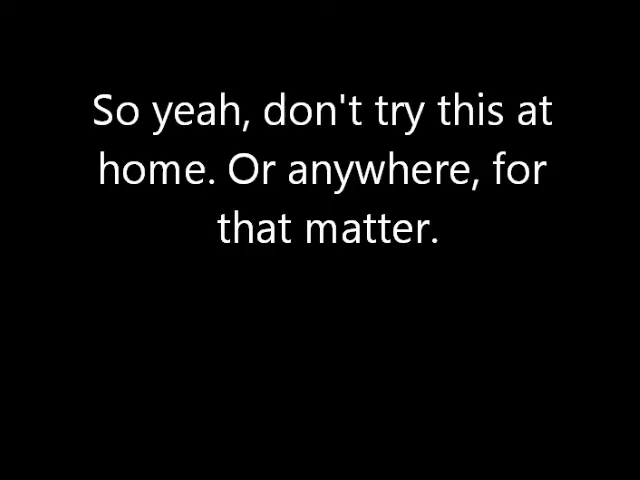 So yeah, don't try this at
home. Or anywhere, for
that matter.